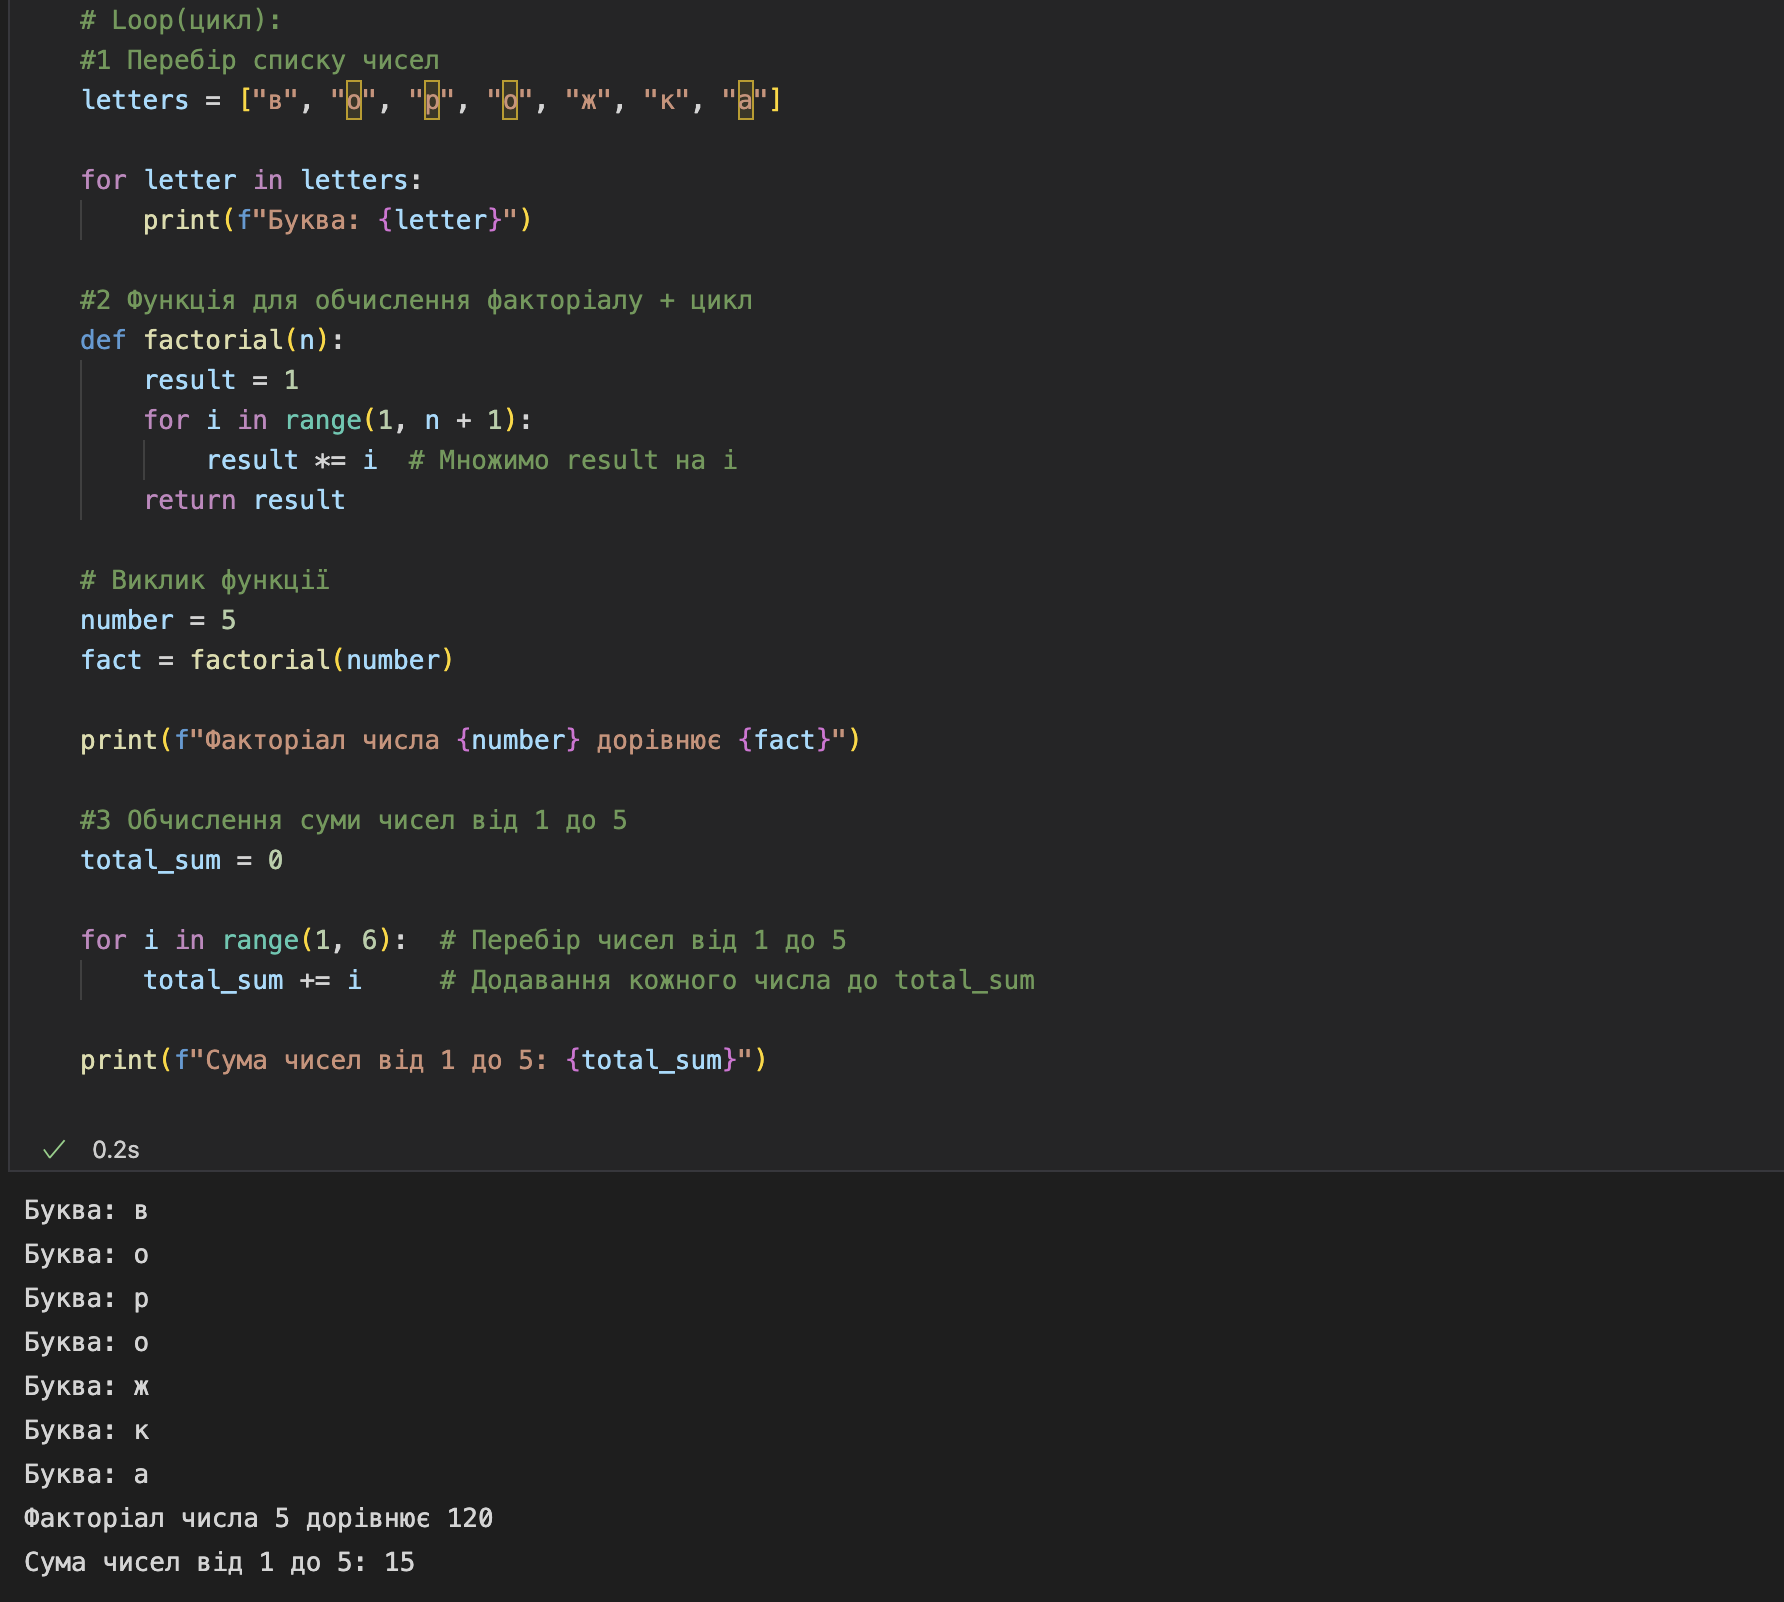 # Loop(цикл):
#1 Перебір списку чисел
letters = ["в", "о", "р", "о", "ж", "к", "а"]
for letter in letters:
    print(f"Буква: {letter}")
#2 Функція для обчислення факторіалу + цикл
def factorial(n):
    result = 1
    for i in range(1, n + 1):
        result *= i  # Множимо result на i
    return result
# Виклик функції
number = 5
fact = factorial(number)
print(f"Факторіал числа {number} дорівнює {fact}")
#3 Обчислення суми чисел від 1 до 5
total_sum = 0
for i in range(1, 6):  # Перебір чисел від 1 до 5
    total_sum += i     # Додавання кожного числа до total_sum
print(f"Сума чисел від 1 до 5: {total_sum}")
✓ 0.2s
Буква: в
Буква: о
Буква: р
Буква: о
Буква: ж
Буква: к
Буква: а
Факторіал числа 5 дорівнює 120
Сума чисел від 1 до 5: 15